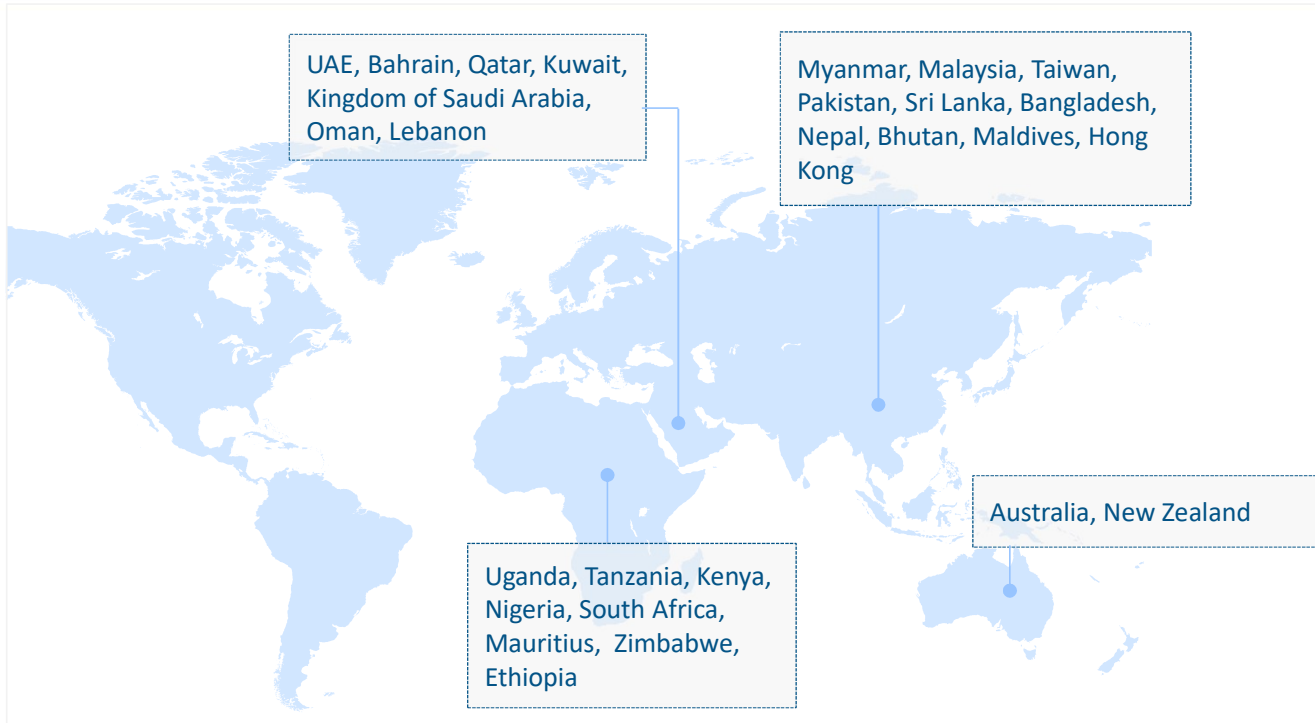 UAE, Bahrain, Qatar, Kuwait,
Kingdom of Saudi Arabia,
Oman, Lebanon
Myanmar, Malaysia, Taiwan,
Pakistan, Sri Lanka, Bangladesh,
Nepal, Bhutan, Maldives, Hong
Kong
Australia, New Zealand
Uganda, Tanzania, Kenya,
Nigeria, South Africa,
Mauritius,  Zimbabwe,
Ethiopia